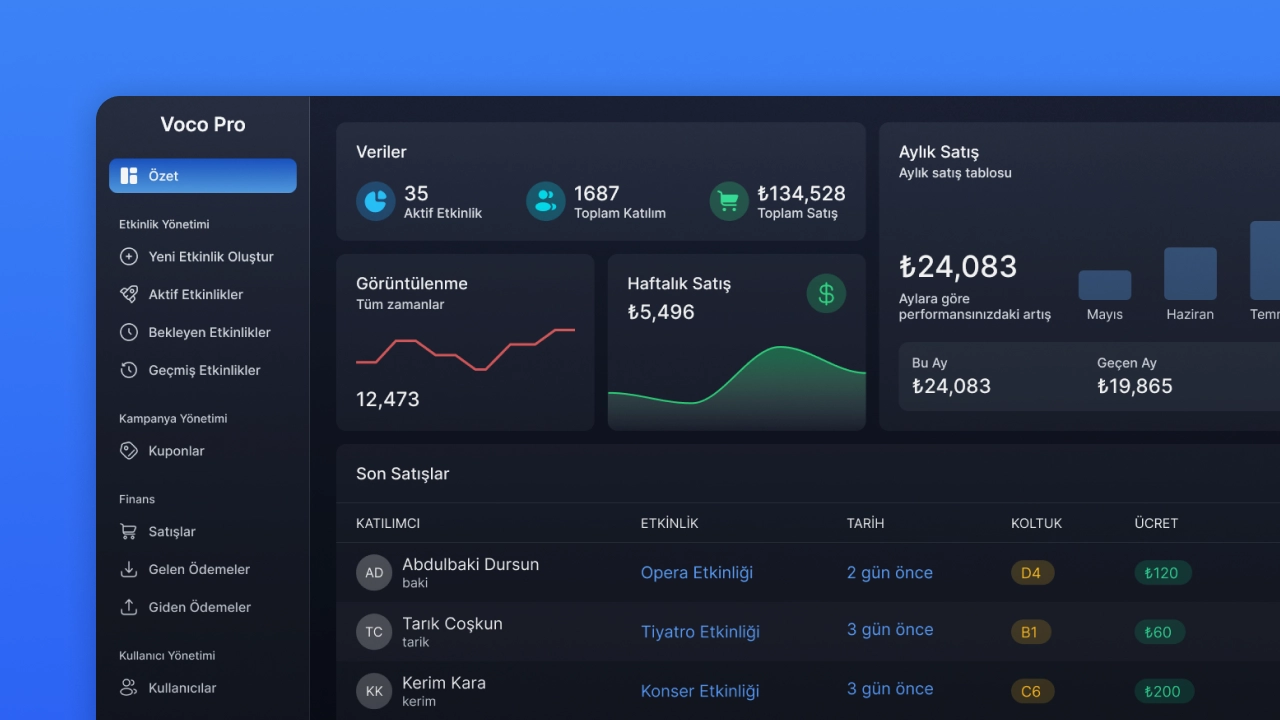 Voco Pro
Özet
Etkinlik Yönetimi
Yeni Etkinlik Oluştur
Aktif Etkinlikler
Bekleyen Etkinlikler
Geçmiş Etkinlikler
Kampanya Yönetimi
Kuponlar
Finans
Satışlar
Gelen Ödemeler
Giden Ödemeler
Kullanıcı Yönetimi
Kullanıcılar
Veriler
35
Aktif Etkinlik
1687
Toplam Katılım
₺134,528
Toplam Satış
Görüntülenme
Tüm zamanlar
12,473
Haftalık Satış
₺5,496
$
Aylık Satış
Aylık satış tablosu
₺24,083
Aylara göre
performansınızdaki artış
Mayıs Haziran
Bu Ay Geçen Ay
₺24,083 ₺19,865
Son Satışlar
KATILIMCI ETKİNLİK TARİH KOLTUK ÜCRET
AD Abdulbaki Dursun Opera Etkinliği 2 gün önce D4 ₺120
baki
TC Tarık Coşkun Tiyatro Etkinliği 3 gün önce B1 ₺60
tarik
KK Kerim Kara Konser Etkinliği 3 gün önce C6 ₺200
kerim